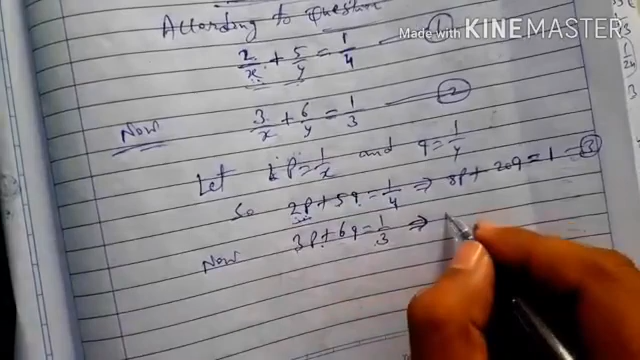 According to Question
Made with KINEMASTER
2/x + 5/y = 1/4 — ①
Now 3/x + 6/y = 1/3 — ②
Let P = 1/x and q = 1/y
So 2P + 5q = 1/4 ⇒ 8P + 20q = 1 — ③
Now 3P + 6q = 1/3 ⇒